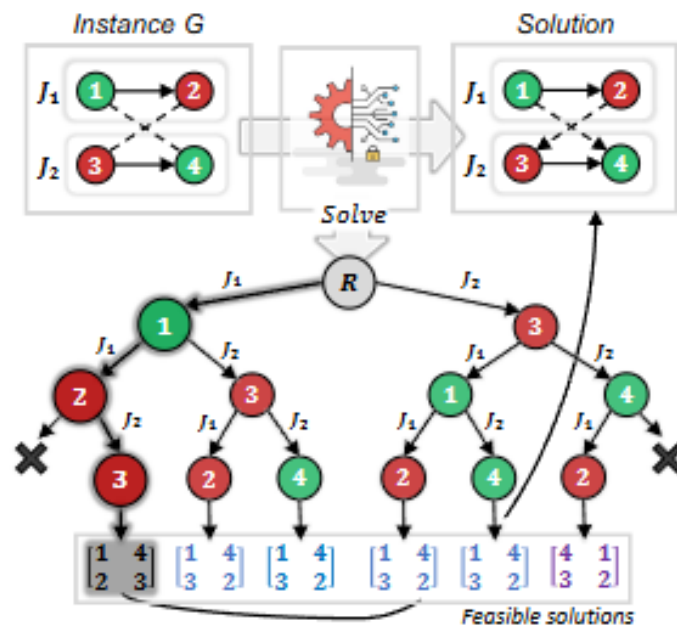 Instance G Solution
J₁ 1 2 J₁ 1 2
J₂ 3 4 J₂ 3 4
Solve
J₁ R J₂
1 3
J₁ J₂ J₁ J₂
2 3 1 4
J₂ J₁ J₂ J₁ J₂ J₁
3 2 4 2 4 2
[1 4 [1 4 [1 4 [1 4 [1 4 [4 1
2 3] 3 2] 3 2] 3 2] 3 2] 3 2]
Feasible solutions